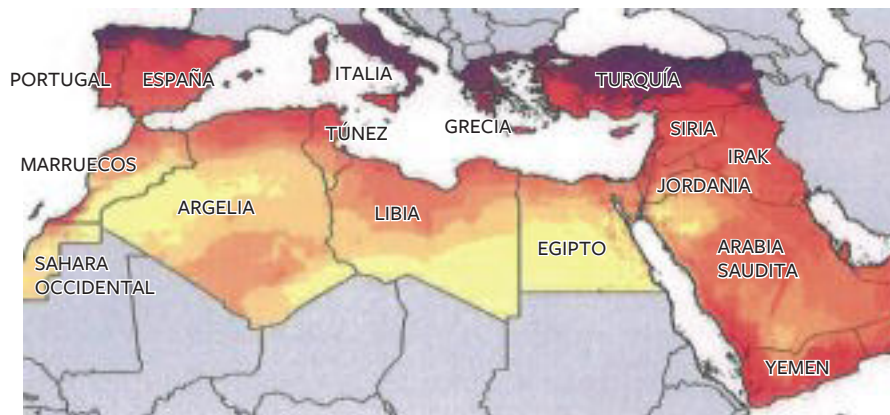 PORTUGAL
ESPAÑA
ITALIA
TURQUÍA
GRECIA
TÚNEZ
SIRIA
IRAK
MARRUECOS
JORDANIA
ARGELIA
LIBIA
EGIPTO
ARABIA
SAUDITA
SAHARA
OCCIDENTAL
YEMEN